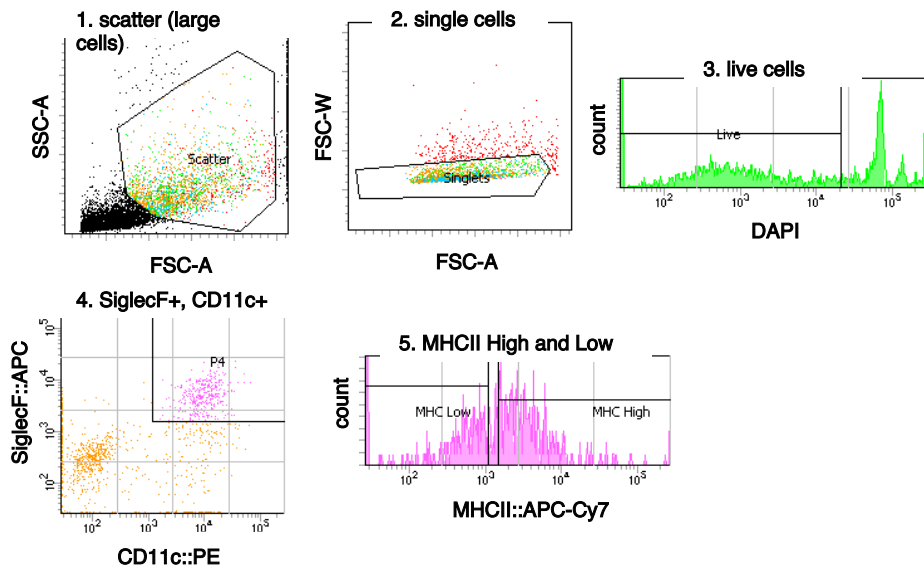 1. scatter (large
cells)
SSC-A
Scatter
FSC-A
2. single cells
FSC-W
Singlets
FSC-A
3. live cells
count
Live
10² 10³ 10⁴ 10⁵
DAPI
4. SiglecF+, CD11c+
SiglecF::APC
10⁵
10⁴
10³
10²
P4
10² 10³ 10⁴ 10⁵
CD11c::PE
5. MHCII High and Low
count
MHC Low
MHC High
10² 10³ 10⁴ 10⁵
MHCII::APC-Cy7